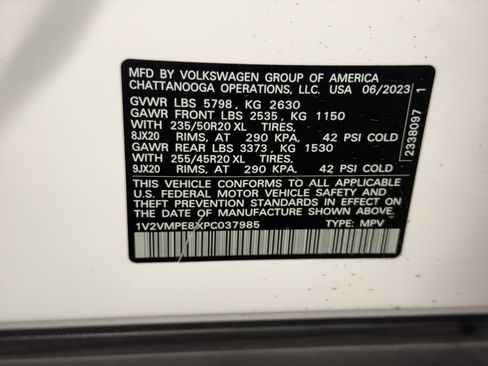 MFD BY VOLKSWAGEN GROUP OF AMERICA
CHATTANOOGA OPERATIONS, LLC. USA 06/2023
GVWR LBS 5798, KG 2630
GAWR FRONT LBS 2535, KG 1150
WITH 235/50R20 XL TIRES,
8JX20 RIMS, AT 290 KPA, 42 PSI COLD
GAWR REAR LBS 3373, KG 1530
WITH 255/45R20 XL TIRES,
9JX20 RIMS, AT 290 KPA, 42 PSI COLD
THIS VEHICLE CONFORMS TO ALL APPLICABLE
U.S. FEDERAL MOTOR VEHICLE SAFETY AND
THEFT PREVENTION STANDARDS IN EFFECT ON
THE DATE OF MANUFACTURE SHOWN ABOVE.
1V2VMPE8XPC037985 TYPE: MPV
2338097 1